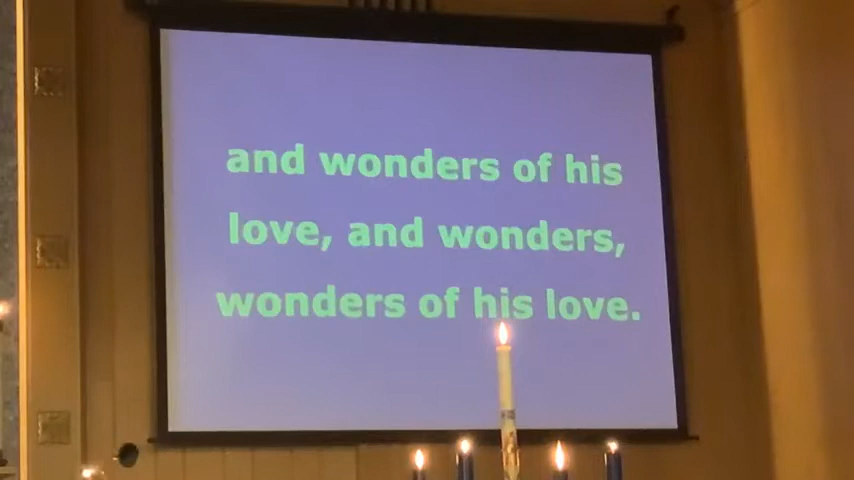 and wonders of his
love, and wonders,
wonders of his love.